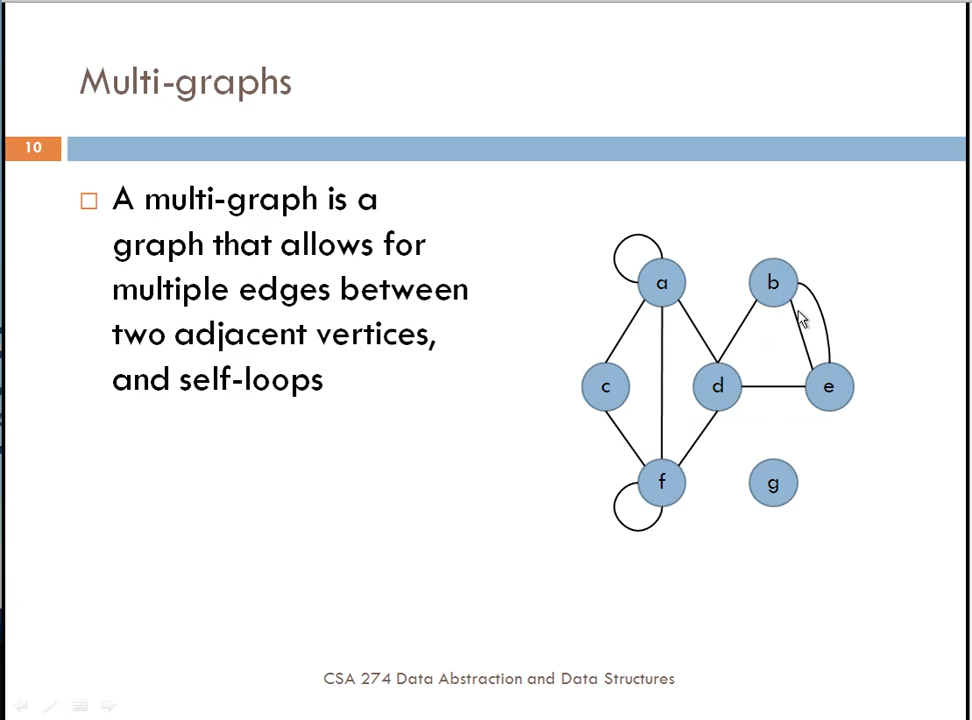 Multi-graphs
10
A multi-graph is a
graph that allows for
multiple edges between
two adjacent vertices,
and self-loops
a
b
c
d
e
f
g
CSA 274 Data Abstraction and Data Structures